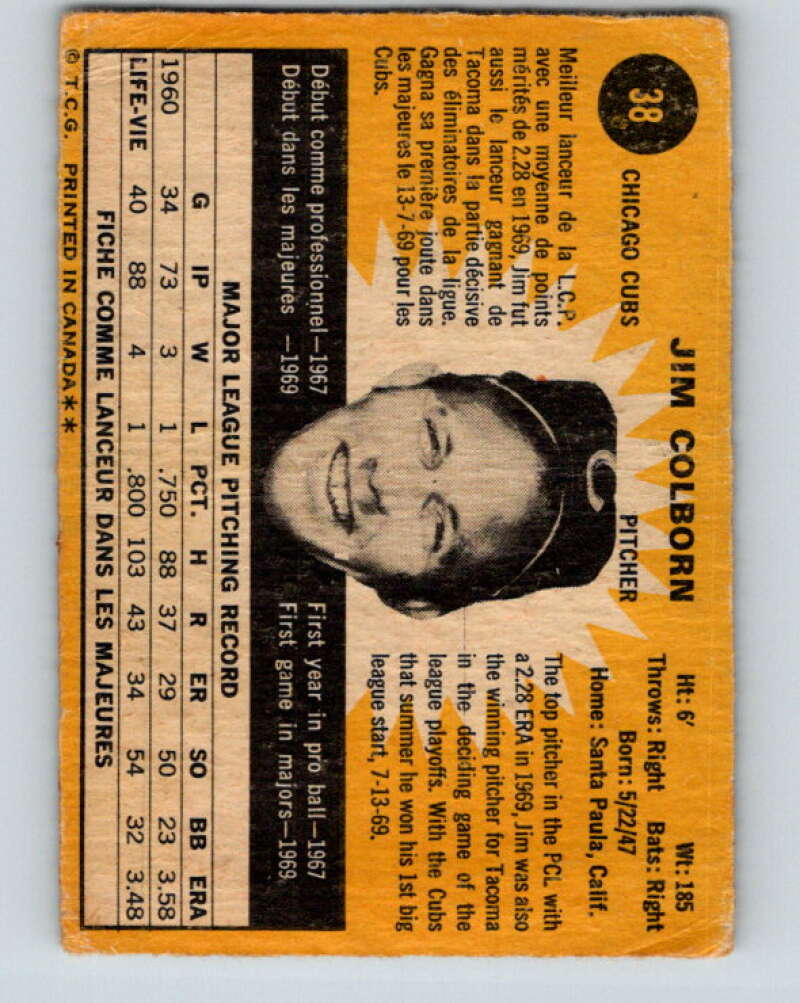 38
CHICAGO CUBS
JIM COLBORN
PITCHER
Ht: 6' Wt: 185
Throws: Right Bats: Right
Born: 5/22/47
Home: Santa Paula, Calif.
Meilleur lanceur de la L.C.P.
avec une moyenne de points
mérités de 2.28 en 1969, Jim fut
aussi le lanceur gagnant de
Tacoma dans la partie décisive
des éliminatoires de la ligue.
Gagna sa première joute dans
les majeures le 13-7-69 pour les
Cubs.
The top pitcher in the PCL with
a 2.28 ERA in 1969, Jim was also
the winning pitcher for Tacoma
in the deciding game of the
league playoffs. With the Cubs
that summer he won his 1st big
league start, 7-13-69.
C
Début comme professionnel—1967
Début dans les majeures —1969
First year in pro ball—1967
First game in majors—1969
MAJOR LEAGUE PITCHING RECORD
G IP W L PCT. H R ER SO BB ERA
1960 34 73 3 1 .750 88 37 29 50 23 3.58
LIFE-VIE 40 88 4 1 .800 103 43 34 54 32 3.48
FICHE COMME LANCEUR DANS LES MAJEURES
© T.C.G. PRINTED IN CANADA**